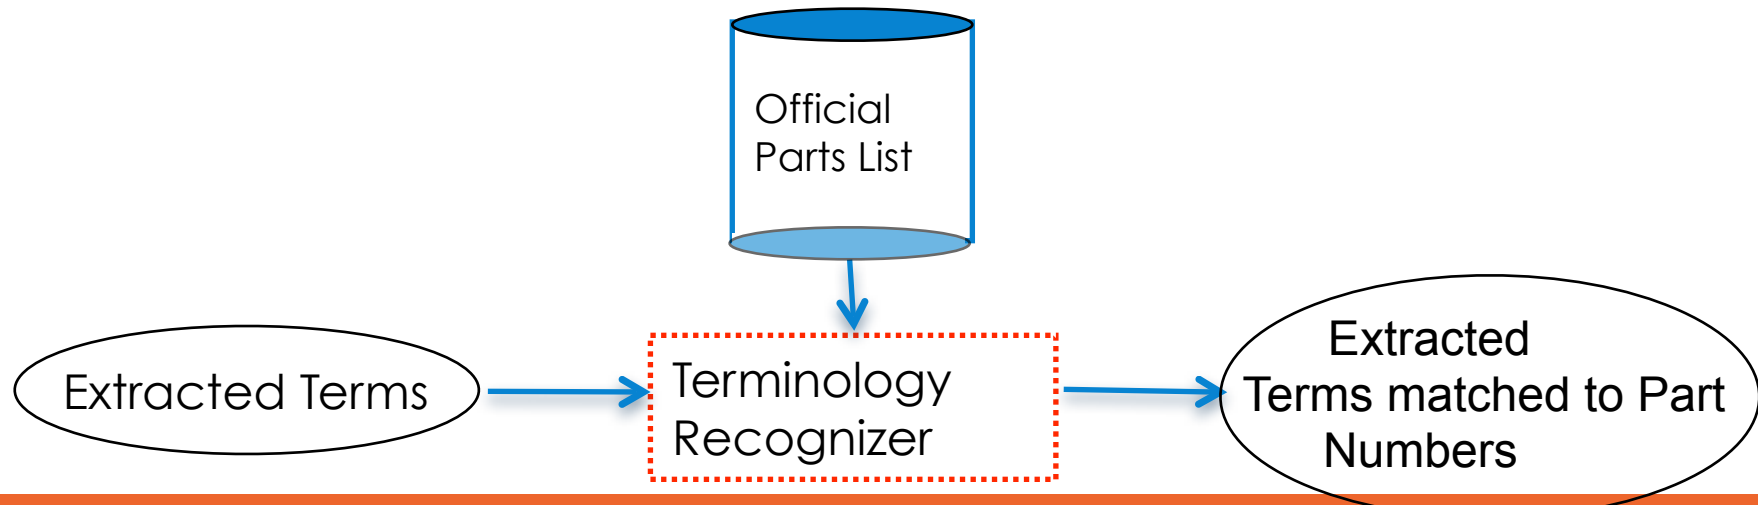 Official
Parts List
Extracted Terms
Terminology
Recognizer
Extracted
Terms matched to Part
Numbers